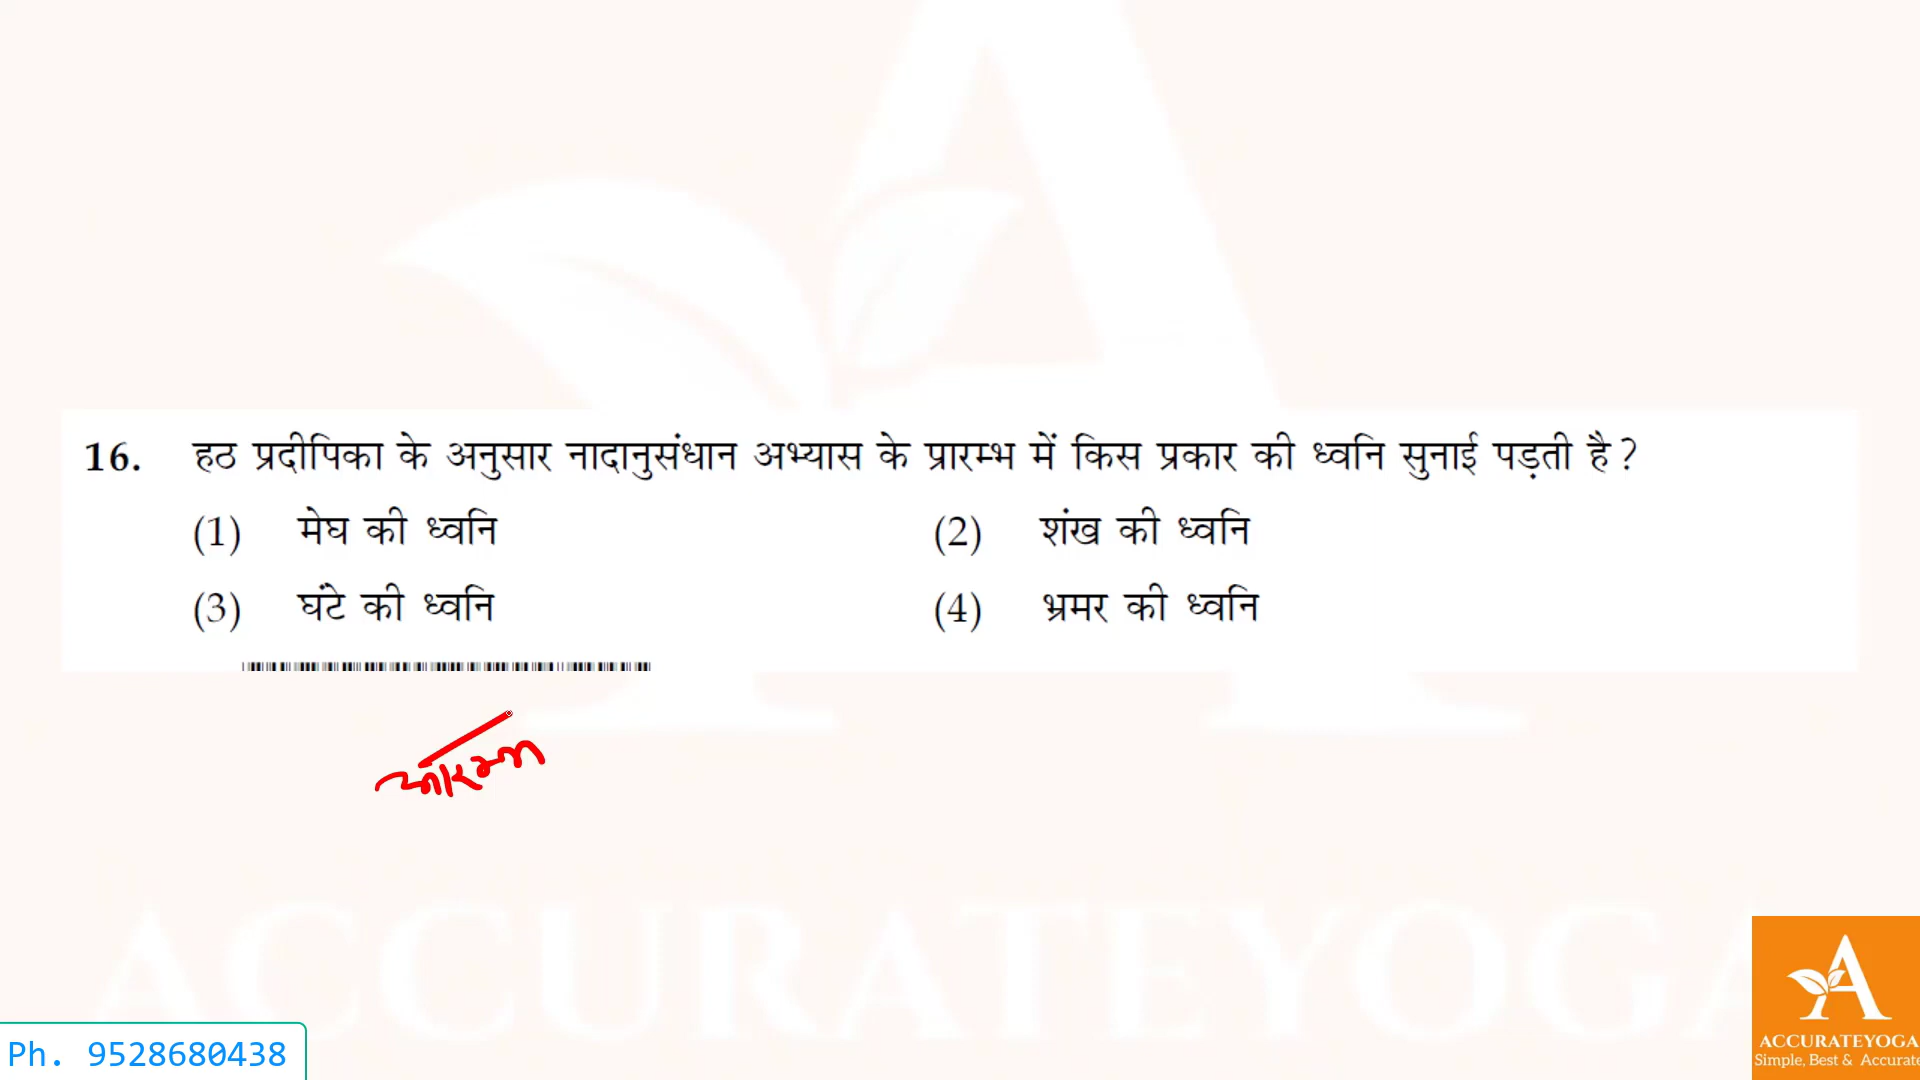 16. हठ प्रदीपिका के अनुसार नादानुसंधान अभ्यास के प्रारम्भ में किस प्रकार की ध्वनि सुनाई पड़ती है ?
(1) मेघ की ध्वनि (2) शंख की ध्वनि
(3) घंटे की ध्वनि (4) भ्रमर की ध्वनि
ACCURATEYOGA
Ph. 9528680438
ACCURATEYOGA
Simple, Best & Accurate